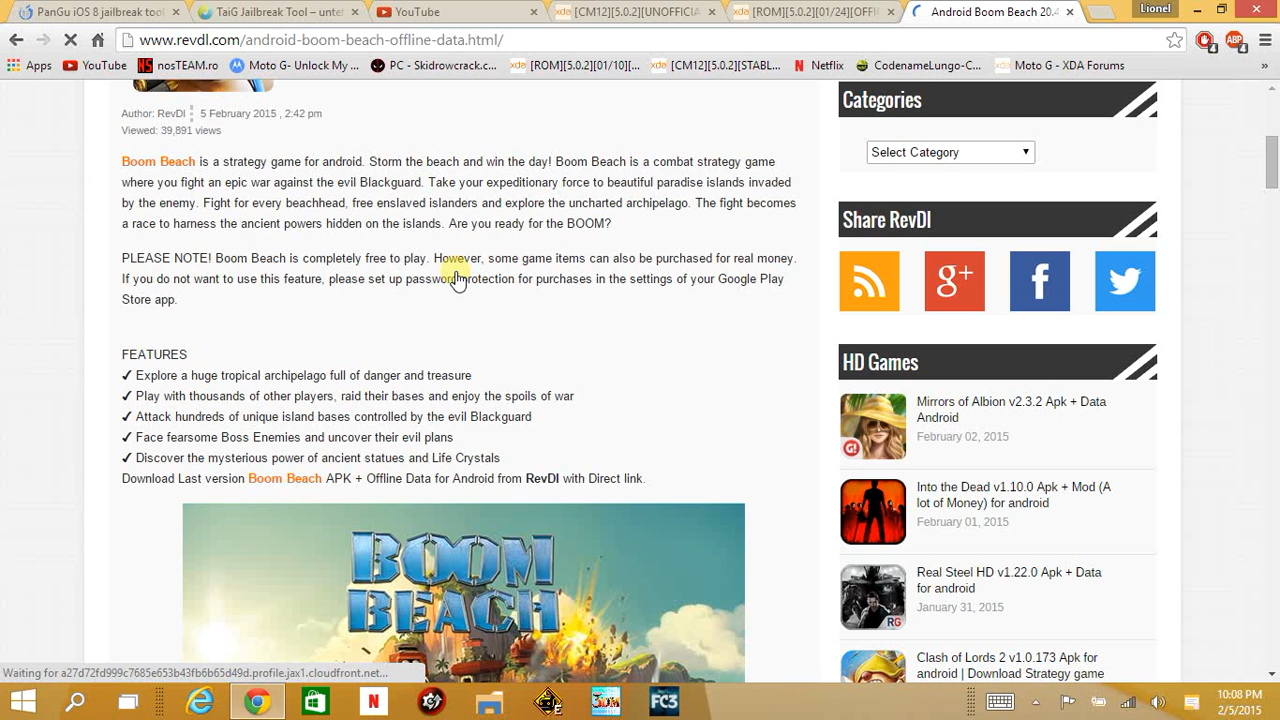 PanGu iOS 8 jailbreak tool
TaiG Jailbreak Tool – untet
YouTube
[CM12][5.0.2][UNOFFICIA
[ROM][5.0.2][01/24][OFFIC
Android Boom Beach 20.4
Lionel
www.revdl.com/android-boom-beach-offline-data.html/
Apps
YouTube
nosTEAM.ro
Moto G- Unlock My ...
PC - Skidrowcrack.c...
[ROM][5.0.2][01/10]...
[CM12][5.0.2][STABL...
Netflix
CodenameLungo-C...
Moto G - XDA Forums
»
Author: RevDl
5 February 2015 , 2:42 pm
Viewed: 39,891 views
Boom Beach is a strategy game for android. Storm the beach and win the day! Boom Beach is a combat strategy game
where you fight an epic war against the evil Blackguard. Take your expeditionary force to beautiful paradise islands invaded
by the enemy. Fight for every beachhead, free enslaved islanders and explore the uncharted archipelago. The fight becomes
a race to harness the ancient powers hidden on the islands. Are you ready for the BOOM?
PLEASE NOTE! Boom Beach is completely free to play. However, some game items can also be purchased for real money.
If you do not want to use this feature, please set up password protection for purchases in the settings of your Google Play
Store app.
FEATURES
✓ Explore a huge tropical archipelago full of danger and treasure
✓ Play with thousands of other players, raid their bases and enjoy the spoils of war
✓ Attack hundreds of unique island bases controlled by the evil Blackguard
✓ Face fearsome Boss Enemies and uncover their evil plans
✓ Discover the mysterious power of ancient statues and Life Crystals
Download Last version Boom Beach APK + Offline Data for Android from RevDl with Direct link.
BOOM
BEACH
Categories
Select Category
Share RevDl
g+
f
HD Games
Mirrors of Albion v2.3.2 Apk + Data
Android
February 02, 2015
Into the Dead v1.10.0 Apk + Mod (A
lot of Money) for android
February 01, 2015
Real Steel HD v1.22.0 Apk + Data
for android
January 31, 2015
RG
Clash of Lords 2 v1.0.173 Apk for
android | Download Strategy game
Waiting for a27d72fd999c7685e653b43fb6b65d49d.profile.jax1.cloudfront.net...
N
FC3
10:08 PM
2/5/2015